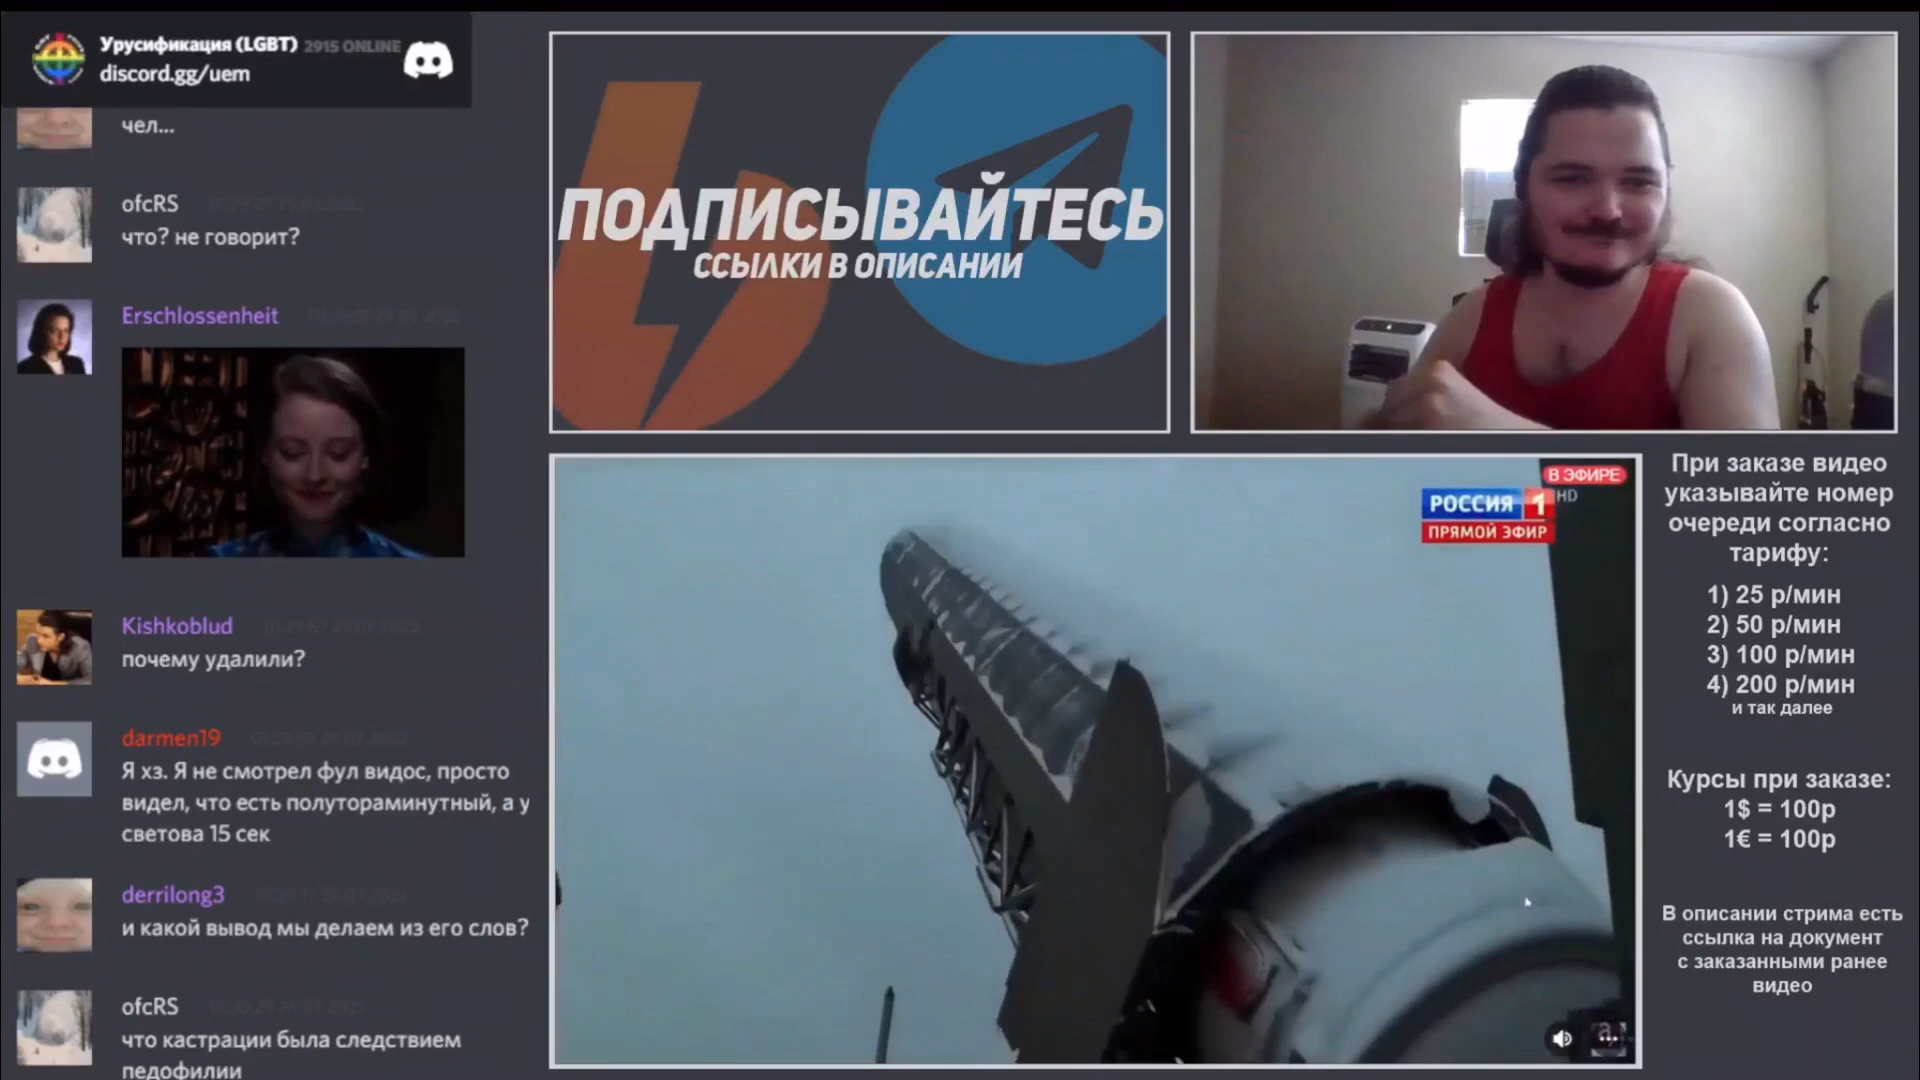 Урусификация (LGBT) 2915 ONLINE
discord.gg/uem
чел...
ofcRS
что? не говорит?
Erschlossenheit
Kishkoblud
почему удалили?
darmen19
Я хз. Я не смотрел фул видос, просто
видел, что есть полутораминутный, а у
светова 15 сек
derrilong3
и какой вывод мы делаем из его слов?
ofcRS
что кастрации была следствием
педофилии
ПОДПИСЫВАЙТЕСЬ
ССЫЛКИ В ОПИСАНИИ
В ЭФИРЕ
HD
РОССИЯ 1
ПРЯМОЙ ЭФИР
При заказе видео
указывайте номер
очереди согласно
тарифу:
1) 25 р/мин
2) 50 р/мин
3) 100 р/мин
4) 200 р/мин
и так далее
Курсы при заказе:
1$ = 100р
1€ = 100р
В описании стрима есть
ссылка на документ
с заказанными ранее
видео